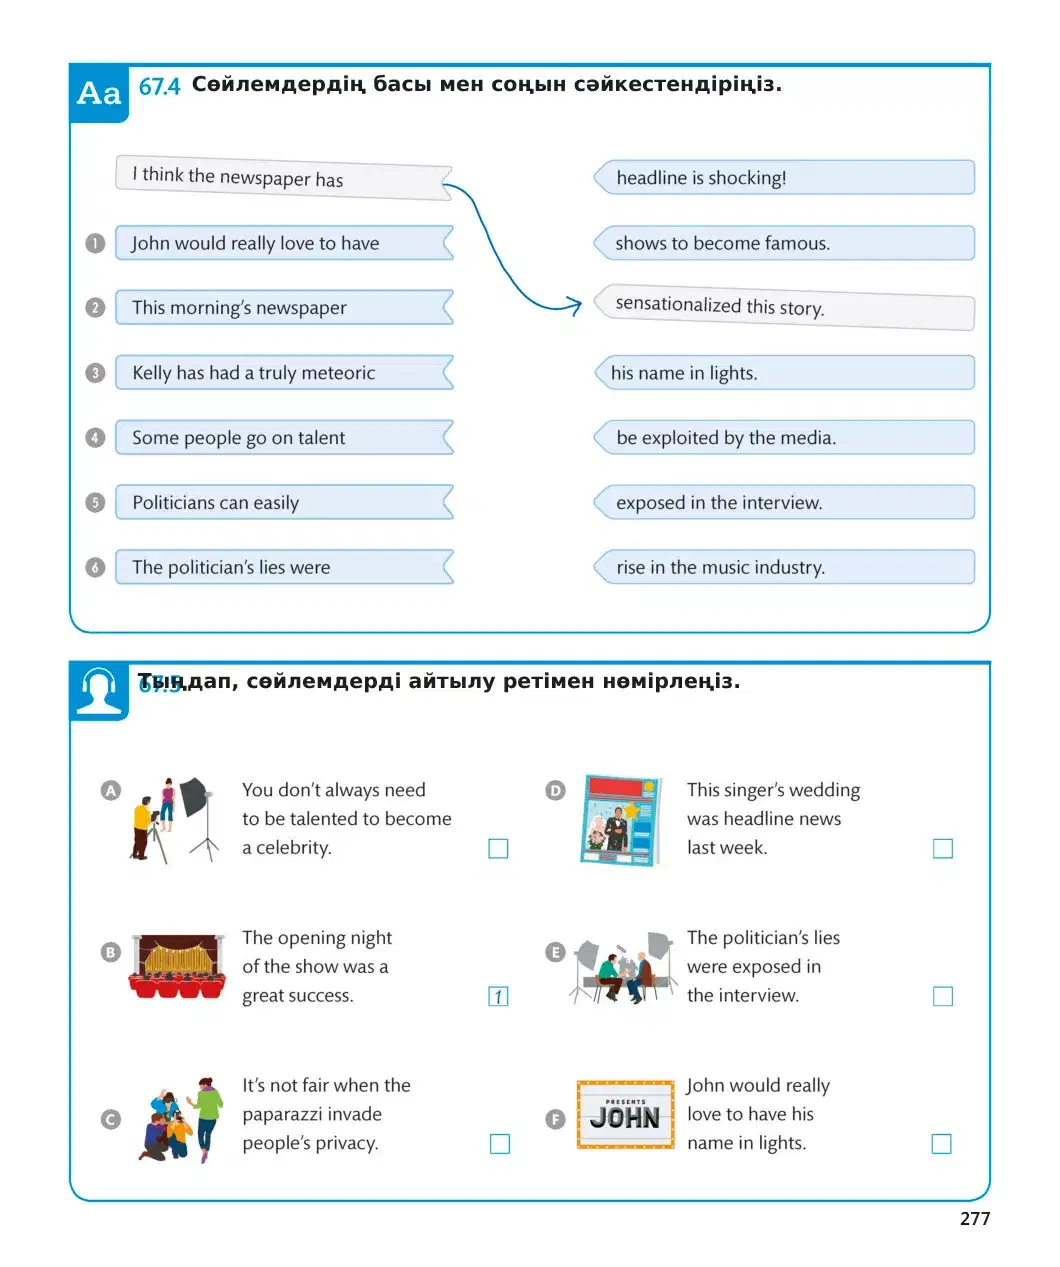 Aa 67.4 Сөйлемдердің басы мен соңын сәйкестендіріңіз.
I think the newspaper has
headline is shocking!
1 John would really love to have
shows to become famous.
2 This morning's newspaper
sensationalized this story.
3 Kelly has had a truly meteoric
his name in lights.
4 Some people go on talent
be exploited by the media.
5 Politicians can easily
exposed in the interview.
6 The politician's lies were
rise in the music industry.
67.5 Тыңдап, сөйлемдерді айтылу ретімен нөмірлеңіз.
A You don't always need
to be talented to become
a celebrity.
B The opening night
of the show was a
great success.
1
C It's not fair when the
paparazzi invade
people's privacy.
D This singer's wedding
was headline news
last week.
E The politician's lies
were exposed in
the interview.
F John would really
love to have his
name in lights.
PRESENTS
JOHN
277